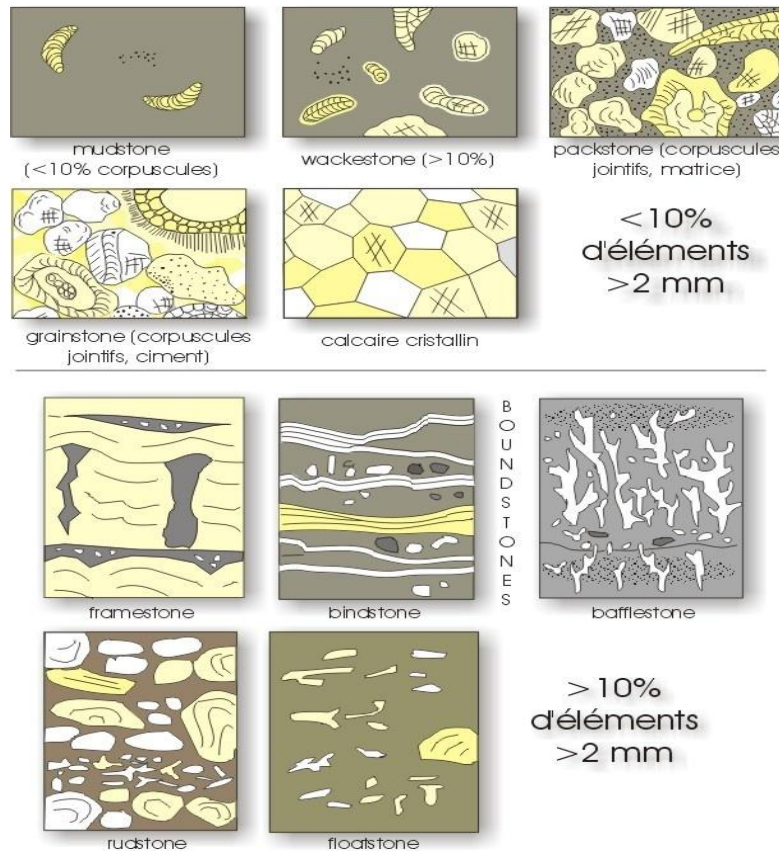 mudstone
(<10% corpuscules)
wackestone (>10%)
packstone (corpuscules
jointifs, matrice)
grainstone (corpuscules
jointifs, ciment)
calcaire cristallin
<10%
d'éléments
>2 mm
framestone
bindstone
BOUNDSTONES
bafflestone
rudstone
floatstone
>10%
d'éléments
>2 mm